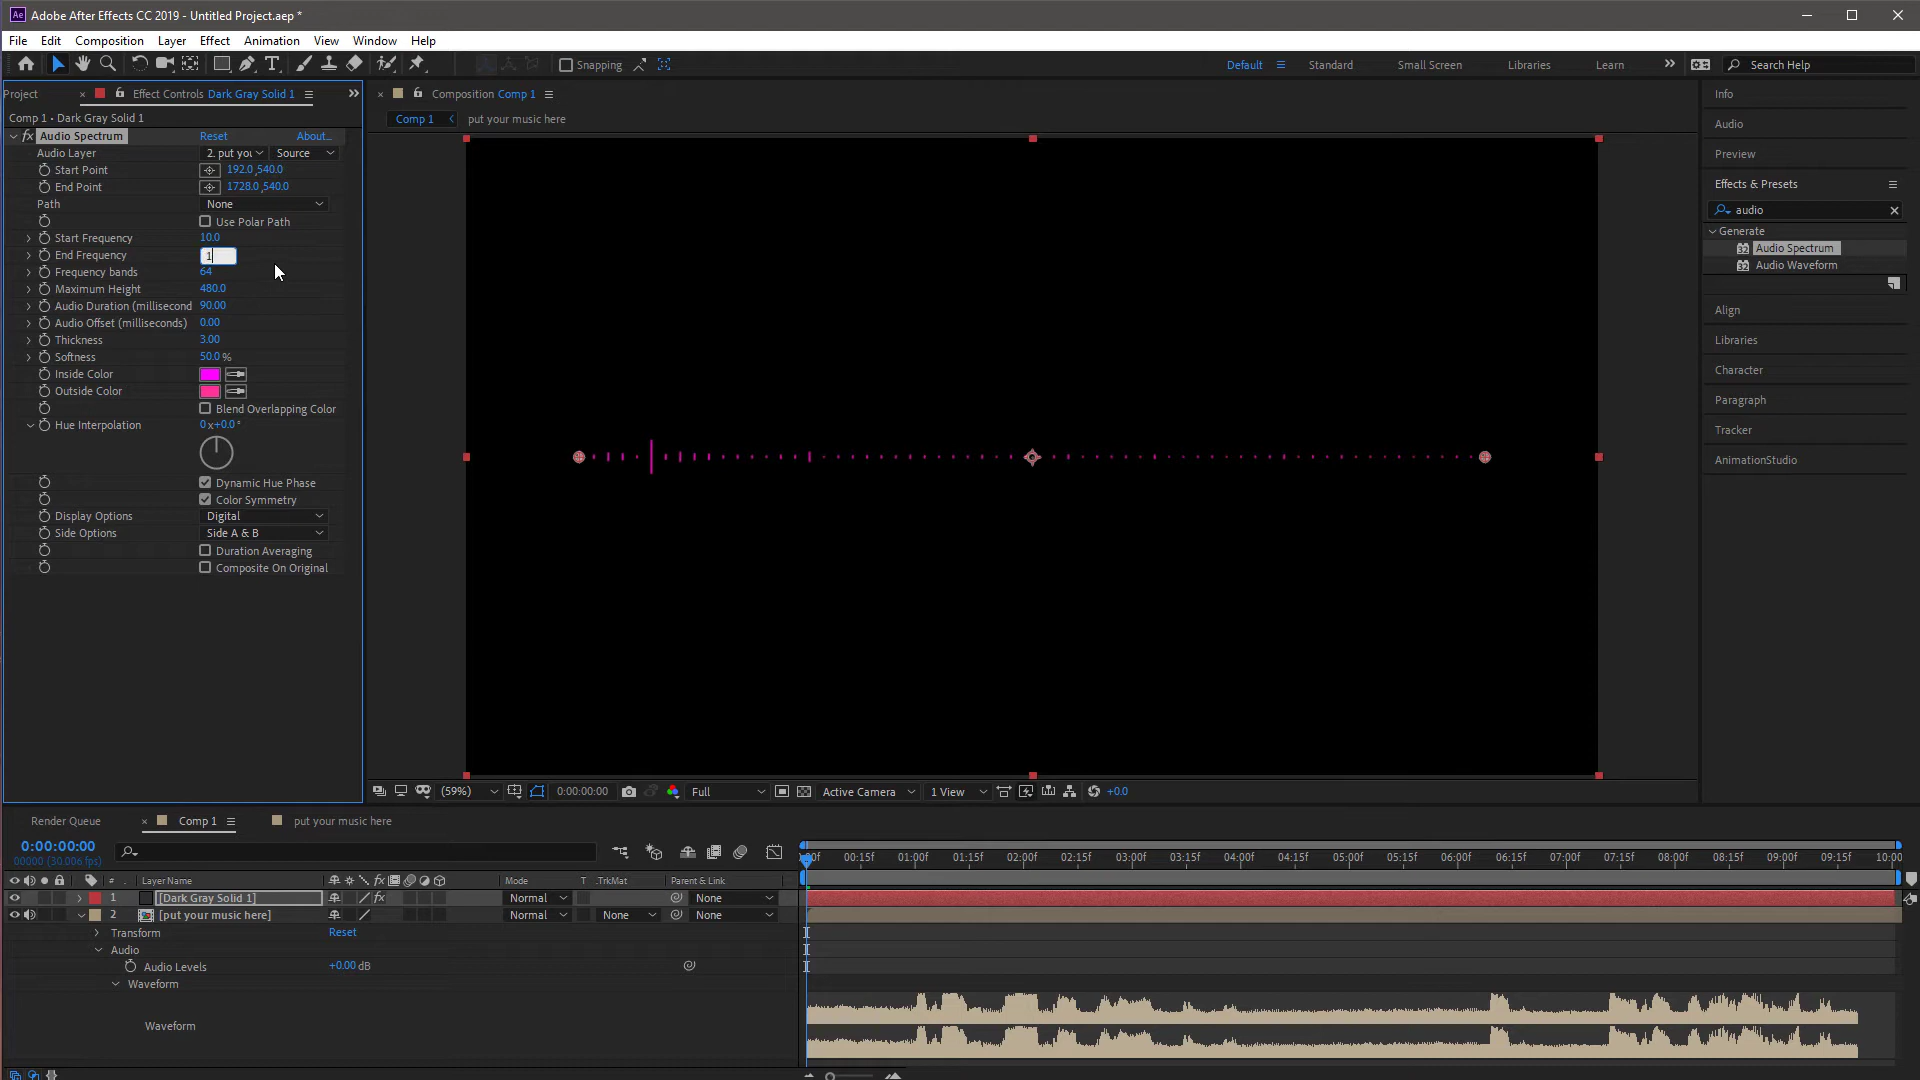 Adobe After Effects CC 2019 - Untitled Project.aep *
File Edit Composition Layer Effect Animation View Window Help
Snapping Default Standard Small Screen Libraries Learn Search Help
Project Effect Controls Dark Gray Solid 1 Composition Comp 1
Comp 1 • Dark Gray Solid 1 Comp 1 put your music here
fx Audio Spectrum Reset About...
Audio Layer 2. put you Source
Start Point 192.0,540.0
End Point 1728.0,540.0
Path None
Use Polar Path
Start Frequency 10.0
End Frequency 1
Frequency bands 64
Maximum Height 480.0
Audio Duration (millisecond 90.00
Audio Offset (milliseconds) 0.00
Thickness 3.00
Softness 50.0 %
Inside Color
Outside Color
Blend Overlapping Color
Hue Interpolation 0x+0.0°
Dynamic Hue Phase
Color Symmetry
Display Options Digital
Side Options Side A & B
Duration Averaging
Composite On Original
Info
Audio
Preview
Effects & Presets
audio
Generate
32 Audio Spectrum
32 Audio Waveform
Align
Libraries
Character
Paragraph
Tracker
AnimationStudio
(59%) 0:00:00:00 Full Active Camera 1 View +0.0
Render Queue Comp 1 put your music here
0:00:00:00
00000 (30.006 fps)
:00f 00:15f 01:00f 01:15f 02:00f 02:15f 03:00f 03:15f 04:00f 04:15f 05:00f 05:15f 06:00f 06:15f 07:00f 07:15f 08:00f 08:15f 09:00f 09:15f 10:00
# Layer Name fx Mode T .TrkMat Parent & Link
1 [Dark Gray Solid 1] fx Normal None
2 [put your music here] Normal None None
Transform Reset
Audio
Audio Levels +0.00 dB
Waveform
Waveform